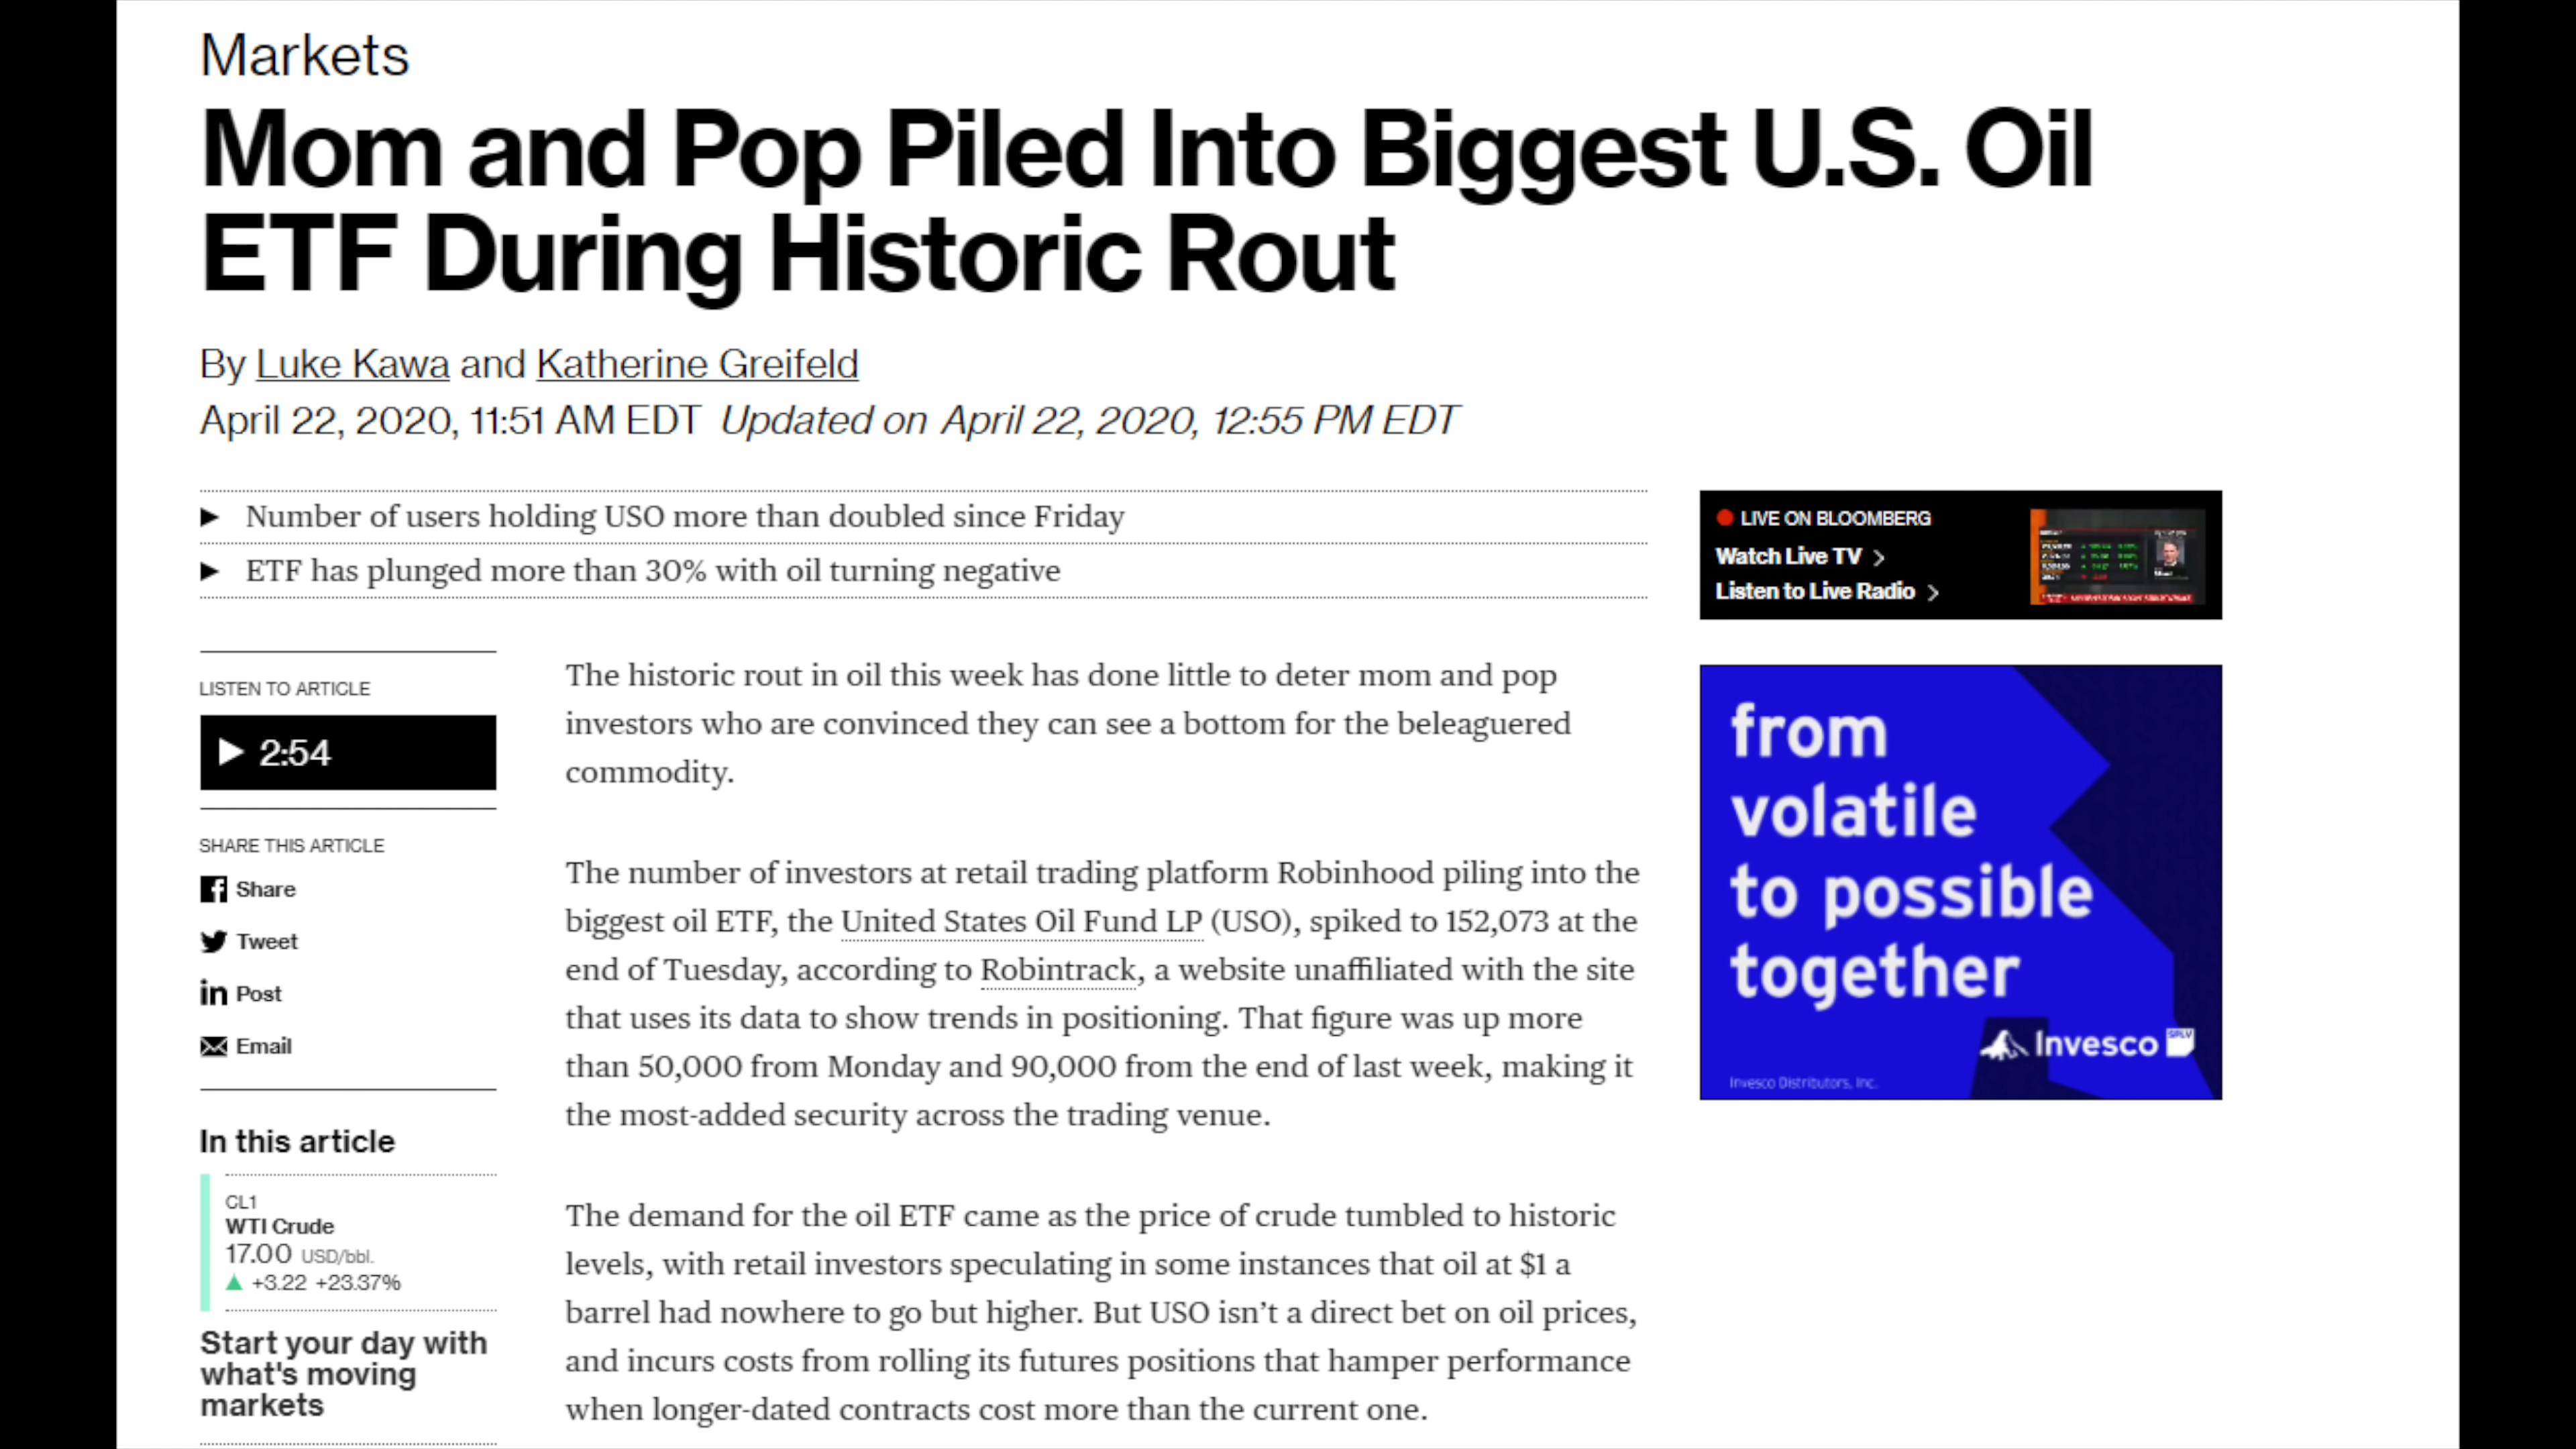 Markets
Mom and Pop Piled Into Biggest U.S. Oil
ETF During Historic Rout
By Luke Kawa and Katherine Greifeld
April 22, 2020, 11:51 AM EDT Updated on April 22, 2020, 12:55 PM EDT
Number of users holding USO more than doubled since Friday
ETF has plunged more than 30% with oil turning negative
LISTEN TO ARTICLE
2:54
SHARE THIS ARTICLE
Share
Tweet
Post
Email
In this article
CL1
WTI Crude
17.00 USD/bbl.
+3.22 +23.37%
Start your day with
what's moving
markets
The historic rout in oil this week has done little to deter mom and pop
investors who are convinced they can see a bottom for the beleaguered
commodity.
The number of investors at retail trading platform Robinhood piling into the
biggest oil ETF, the United States Oil Fund LP (USO), spiked to 152,073 at the
end of Tuesday, according to Robintrack, a website unaffiliated with the site
that uses its data to show trends in positioning. That figure was up more
than 50,000 from Monday and 90,000 from the end of last week, making it
the most-added security across the trading venue.
The demand for the oil ETF came as the price of crude tumbled to historic
levels, with retail investors speculating in some instances that oil at $1 a
barrel had nowhere to go but higher. But USO isn't a direct bet on oil prices,
and incurs costs from rolling its futures positions that hamper performance
when longer-dated contracts cost more than the current one.
LIVE ON BLOOMBERG
Watch Live TV
Listen to Live Radio
from
volatile
to possible
together
Invesco
SPLV
Invesco Distributors, Inc.